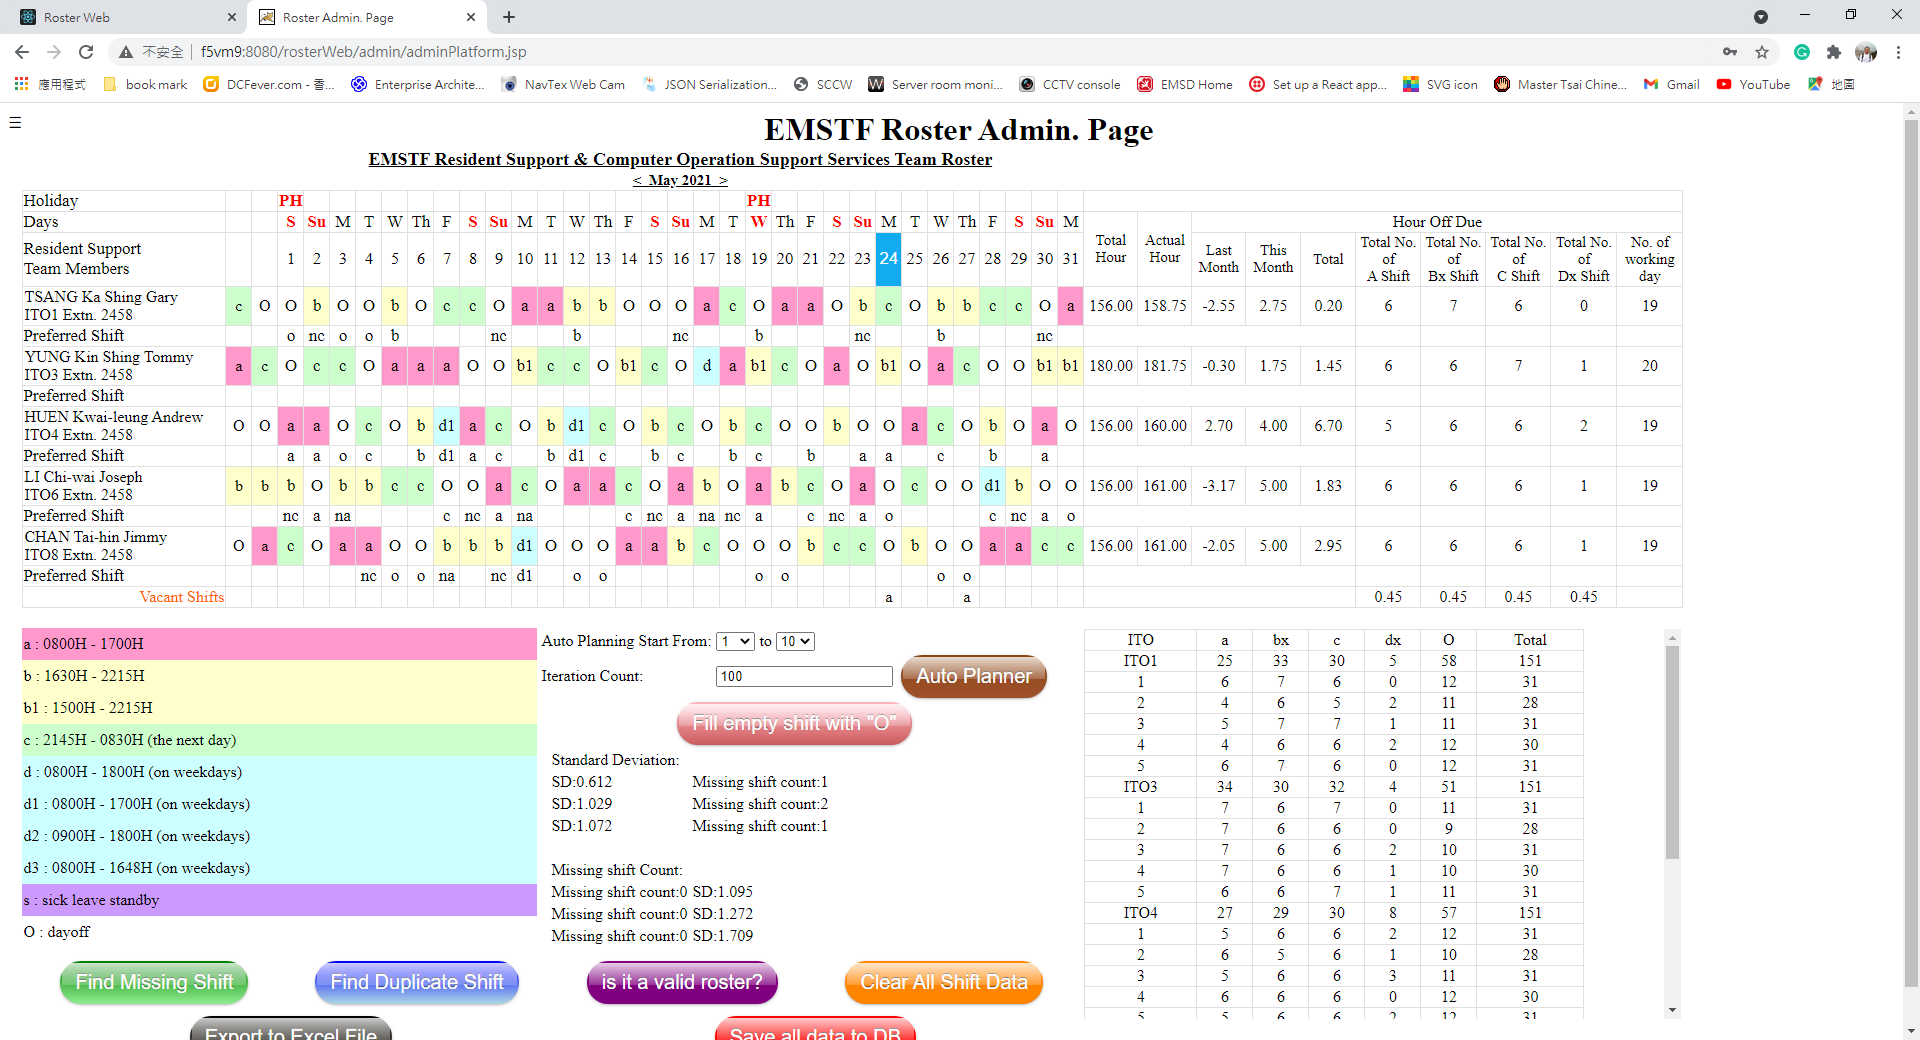 Roster Web
Roster Admin. Page
不安全 | f5vm9:8080/rosterWeb/admin/adminPlatform.jsp
應用程式 book mark DCFever.com - 香... Enterprise Archite... NavTex Web Cam JSON Serialization... SCCW Server room moni... CCTV console EMSD Home Set up a React app... SVG icon Master Tsai Chine... Gmail YouTube 地圖
EMSTF Roster Admin. Page
EMSTF Resident Support & Computer Operation Support Services Team Roster
< May 2021 >
Holiday PH PH
Days S Su M T W Th F S Su M T W Th F S Su M T W Th F S Su M T W Th F S Su M Total Hour Actual Hour Hour Off Due
Resident Support Team Members 1 2 3 4 5 6 7 8 9 10 11 12 13 14 15 16 17 18 19 20 21 22 23 24 25 26 27 28 29 30 31 Last Month This Month Total Total No. of A Shift Total No. of Bx Shift Total No. of C Shift Total No. of Dx Shift No. of working day
TSANG Ka Shing Gary
ITO1 Extn. 2458 c O O b O O b O c c O a a b b O O O a c O a a O b c O b b c c O a 156.00 158.75 -2.55 2.75 0.20 6 7 6 0 19
Preferred Shift o nc o o b nc b nc b nc b nc
YUNG Kin Shing Tommy
ITO3 Extn. 2458 a c O c c O a a a O O b1 c c O b1 c O d a b1 c O a O b1 O a c O O b1 b1 180.00 181.75 -0.30 1.75 1.45 6 6 7 1 20
Preferred Shift
HUEN Kwai-leung Andrew
ITO4 Extn. 2458 O O a a O c O b d1 a c O b d1 c O b c O b c O O b O O a c O b O a O 156.00 160.00 2.70 4.00 6.70 5 6 6 2 19
Preferred Shift a a o c b d1 a c b d1 c b c b c b a a c b a
LI Chi-wai Joseph
ITO6 Extn. 2458 b b b O b b c c O O a c O a a c O a b O a b c O a O c O O d1 b O O 156.00 161.00 -3.17 5.00 1.83 6 6 6 1 19
Preferred Shift nc a na c nc a na c nc a na nc a c nc a o c nc a o
CHAN Tai-hin Jimmy
ITO8 Extn. 2458 O a c O a a O O b b b d1 O O O a a b c O O O b c c O b O O a a c c 156.00 161.00 -2.05 5.00 2.95 6 6 6 1 19
Preferred Shift nc o o na nc d1 o o o o o o
Vacant Shifts a a 0.45 0.45 0.45 0.45
a : 0800H - 1700H
b : 1630H - 2215H
b1 : 1500H - 2215H
c : 2145H - 0830H (the next day)
d : 0800H - 1800H (on weekdays)
d1 : 0800H - 1700H (on weekdays)
d2 : 0900H - 1800H (on weekdays)
d3 : 0800H - 1648H (on weekdays)
s : sick leave standby
O : dayoff
Auto Planning Start From: 1 to 10
Iteration Count: 100 Auto Planner
Fill empty shift with "O"
Standard Deviation:
SD:0.612 Missing shift count:1
SD:1.029 Missing shift count:2
SD:1.072 Missing shift count:1
Missing shift Count:
Missing shift count:0 SD:1.095
Missing shift count:0 SD:1.272
Missing shift count:0 SD:1.709
ITO a bx c dx O Total
ITO1 25 33 30 5 58 151
1 6 7 6 0 12 31
2 4 6 5 2 11 28
3 5 7 7 1 11 31
4 4 6 6 2 12 30
5 6 7 6 0 12 31
ITO3 34 30 32 4 51 151
1 7 6 7 0 11 31
2 7 6 6 0 9 28
3 7 6 6 2 10 31
4 7 6 6 1 10 30
5 6 6 7 1 11 31
ITO4 27 29 30 8 57 151
1 5 6 6 2 12 31
2 6 5 6 1 10 28
3 5 6 6 3 11 31
4 6 6 6 0 12 30
5 5 6 6 2 12 31
Find Missing Shift Find Duplicate Shift is it a valid roster? Clear All Shift Data
Export to Excel File Save all data to DB